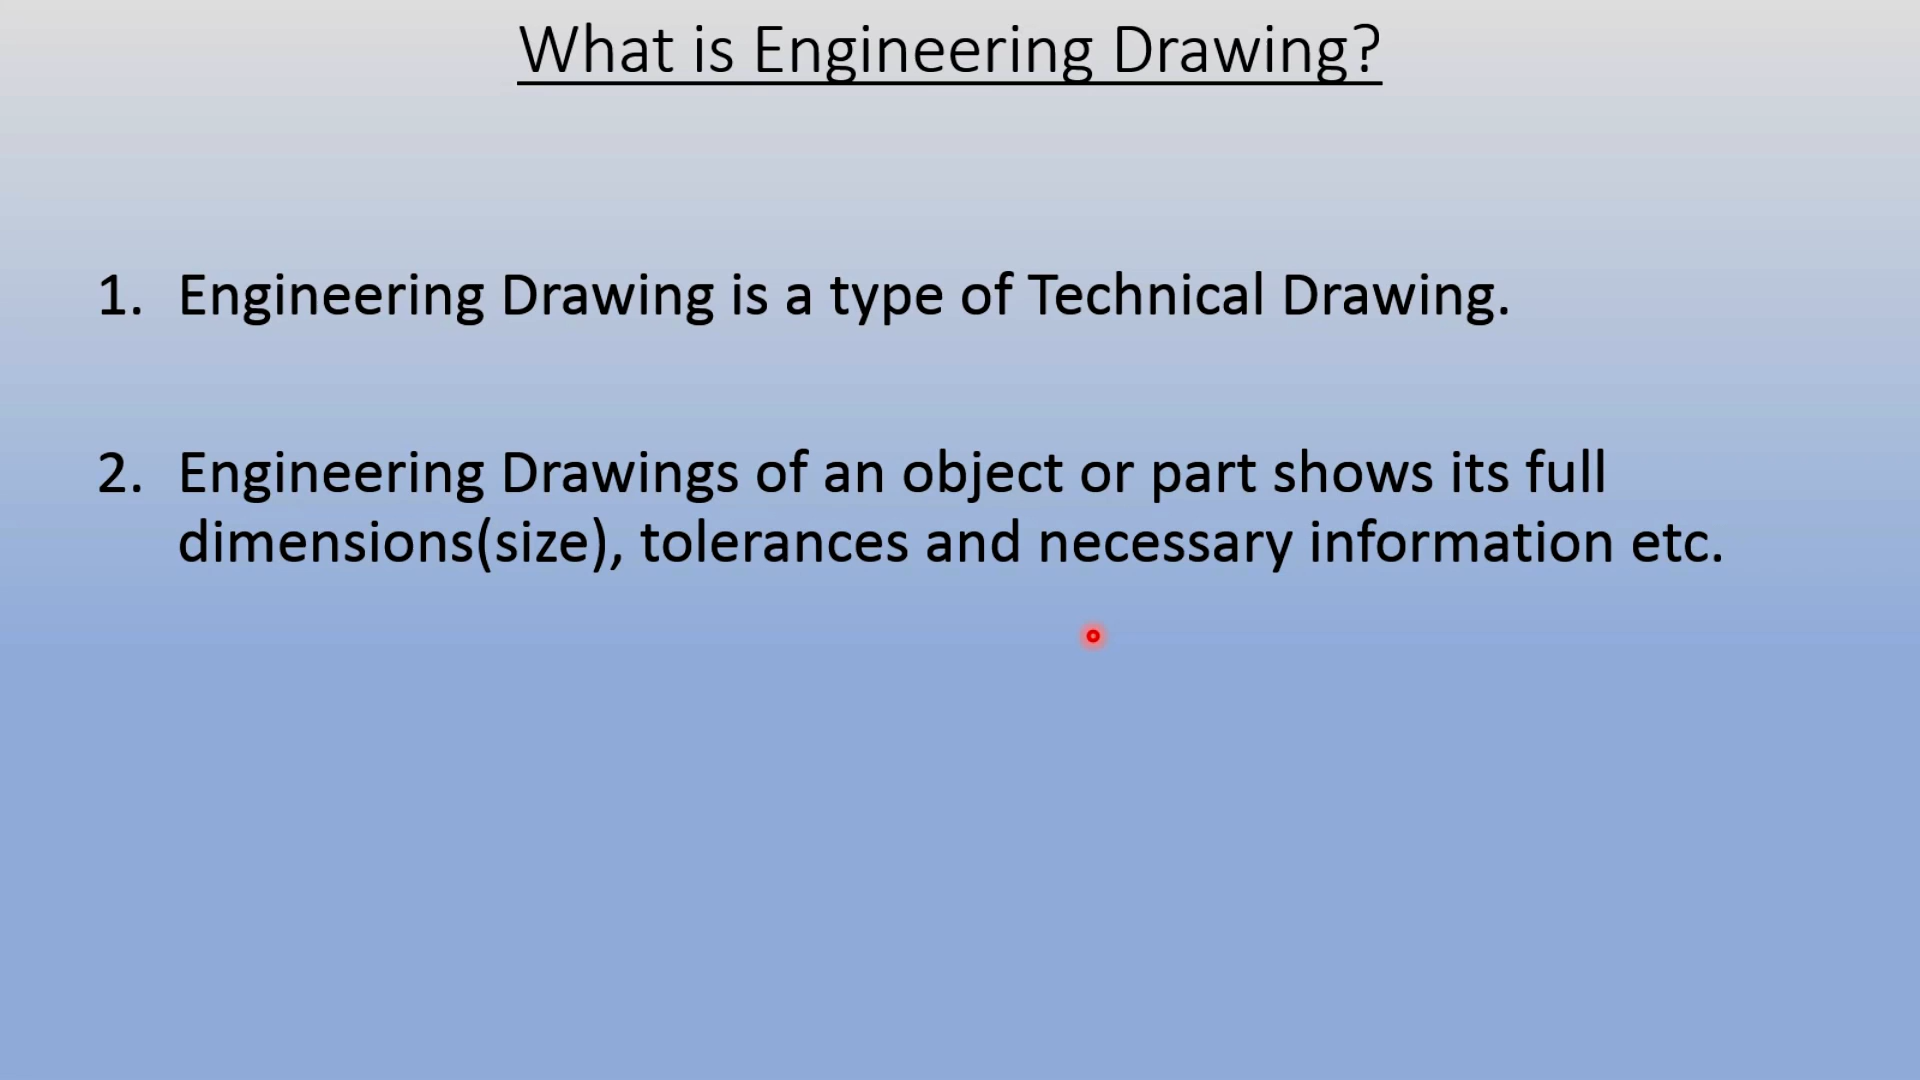 What is Engineering Drawing?
1. Engineering Drawing is a type of Technical Drawing.
2. Engineering Drawings of an object or part shows its full
dimensions(size), tolerances and necessary information etc.